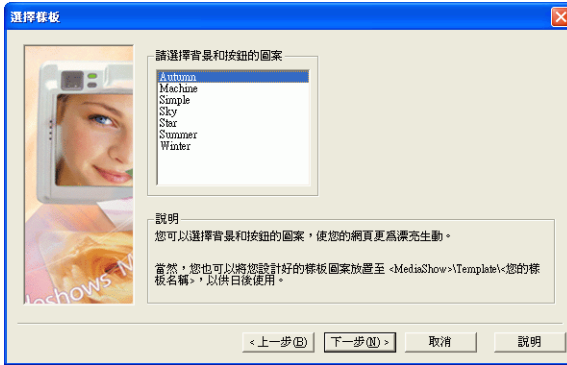 選擇樣板
請選擇背景和按鈕的圖案
Autumn
Machine
Simple
Sky
Star
Summer
Winter
說明
您可以選擇背景和按鈕的圖案，使您的網頁更爲漂亮生動。
當然，您也可以將您設計好的樣板圖案放置至 <MediaShow>\Template\<您的樣
板名稱>，以供日後使用。
<上一步(B)
下一步(N)>
取消
說明